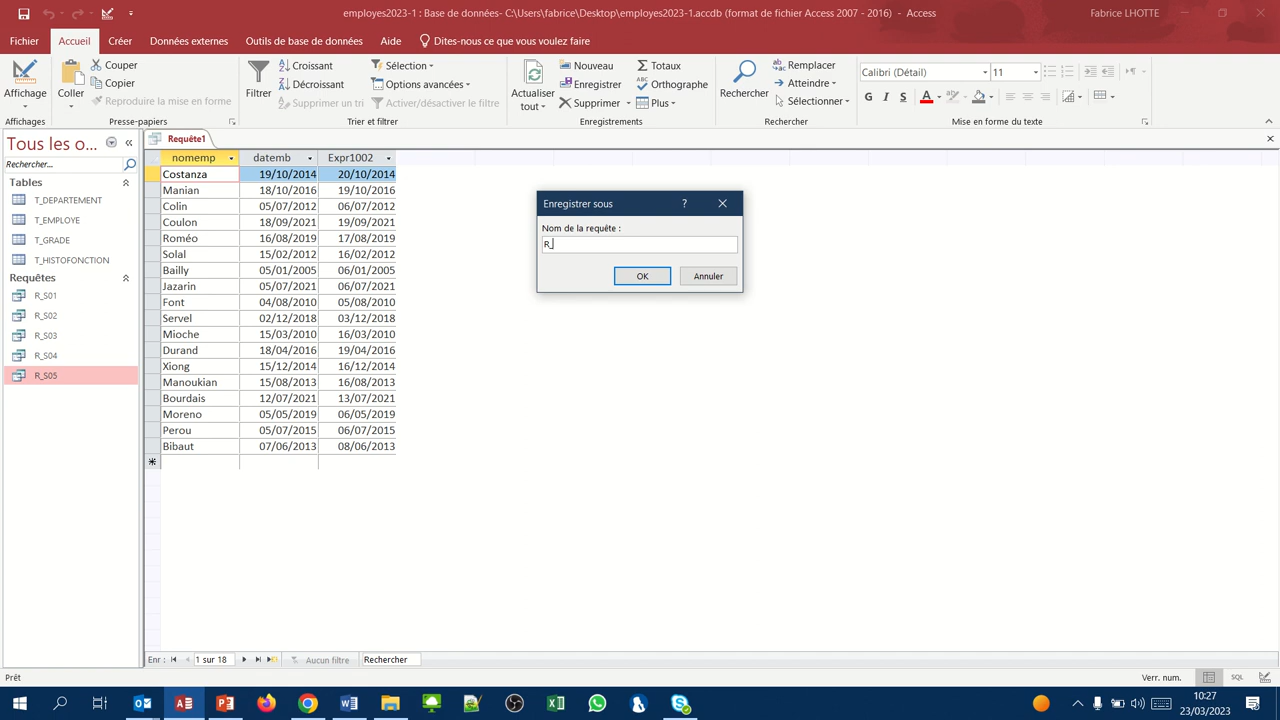 employes2023-1 : Base de données- C:\Users\fabrice\Desktop\employes2023-1.accdb (format de fichier Access 2007 - 2016) - Access
Fabrice LHOTTE
Fichier Accueil Créer Données externes Outils de base de données Aide Dites-nous ce que vous voulez faire
Affichage
Affichages
Coller
Couper
Copier
Reproduire la mise en forme
Presse-papiers
Filtrer
Croissant
Décroissant
Supprimer un tri
Sélection
Options avancées
Activer/désactiver le filtre
Trier et filtrer
Actualiser
tout
Nouveau
Enregistrer
Supprimer
Totaux
Orthographe
Plus
Enregistrements
Rechercher
Remplacer
Atteindre
Sélectionner
Rechercher
Calibri (Détail) 11
G I S A
Mise en forme du texte
Tous les o...
Rechercher...
Tables
T_DEPARTEMENT
T_EMPLOYE
T_GRADE
T_HISTOFONCTION
Requêtes
R_S01
R_S02
R_S03
R_S04
R_S05
Requête1
nomemp datemb Expr1002
Costanza 19/10/2014 20/10/2014
Manian 18/10/2016 19/10/2016
Colin 05/07/2012 06/07/2012
Coulon 18/09/2021 19/09/2021
Roméo 16/08/2019 17/08/2019
Solal 15/02/2012 16/02/2012
Bailly 05/01/2005 06/01/2005
Jazarin 05/07/2021 06/07/2021
Font 04/08/2010 05/08/2010
Servel 02/12/2018 03/12/2018
Mioche 15/03/2010 16/03/2010
Durand 18/04/2016 19/04/2016
Xiong 15/12/2014 16/12/2014
Manoukian 15/08/2013 16/08/2013
Bourdais 12/07/2021 13/07/2021
Moreno 05/05/2019 06/05/2019
Perou 05/07/2015 06/07/2015
Bibaut 07/06/2013 08/06/2013
Enregistrer sous
Nom de la requête :
R_
OK Annuler
Enr : 1 sur 18 Aucun filtre Rechercher
Prêt
Verr. num.
SQL
10:27
23/03/2023